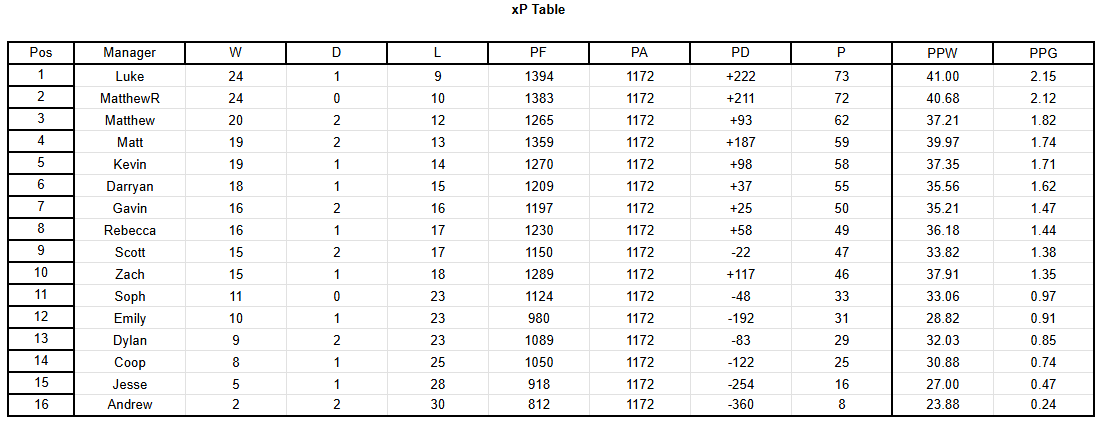 xP Table
Pos Manager W D L PF PA PD P PPW PPG
1 Luke 24 1 9 1394 1172 +222 73 41.00 2.15
2 MatthewR 24 0 10 1383 1172 +211 72 40.68 2.12
3 Matthew 20 2 12 1265 1172 +93 62 37.21 1.82
4 Matt 19 2 13 1359 1172 +187 59 39.97 1.74
5 Kevin 19 1 14 1270 1172 +98 58 37.35 1.71
6 Darryan 18 1 15 1209 1172 +37 55 35.56 1.62
7 Gavin 16 2 16 1197 1172 +25 50 35.21 1.47
8 Rebecca 16 1 17 1230 1172 +58 49 36.18 1.44
9 Scott 15 2 17 1150 1172 -22 47 33.82 1.38
10 Zach 15 1 18 1289 1172 +117 46 37.91 1.35
11 Soph 11 0 23 1124 1172 -48 33 33.06 0.97
12 Emily 10 1 23 980 1172 -192 31 28.82 0.91
13 Dylan 9 2 23 1089 1172 -83 29 32.03 0.85
14 Coop 8 1 25 1050 1172 -122 25 30.88 0.74
15 Jesse 5 1 28 918 1172 -254 16 27.00 0.47
16 Andrew 2 2 30 812 1172 -360 8 23.88 0.24